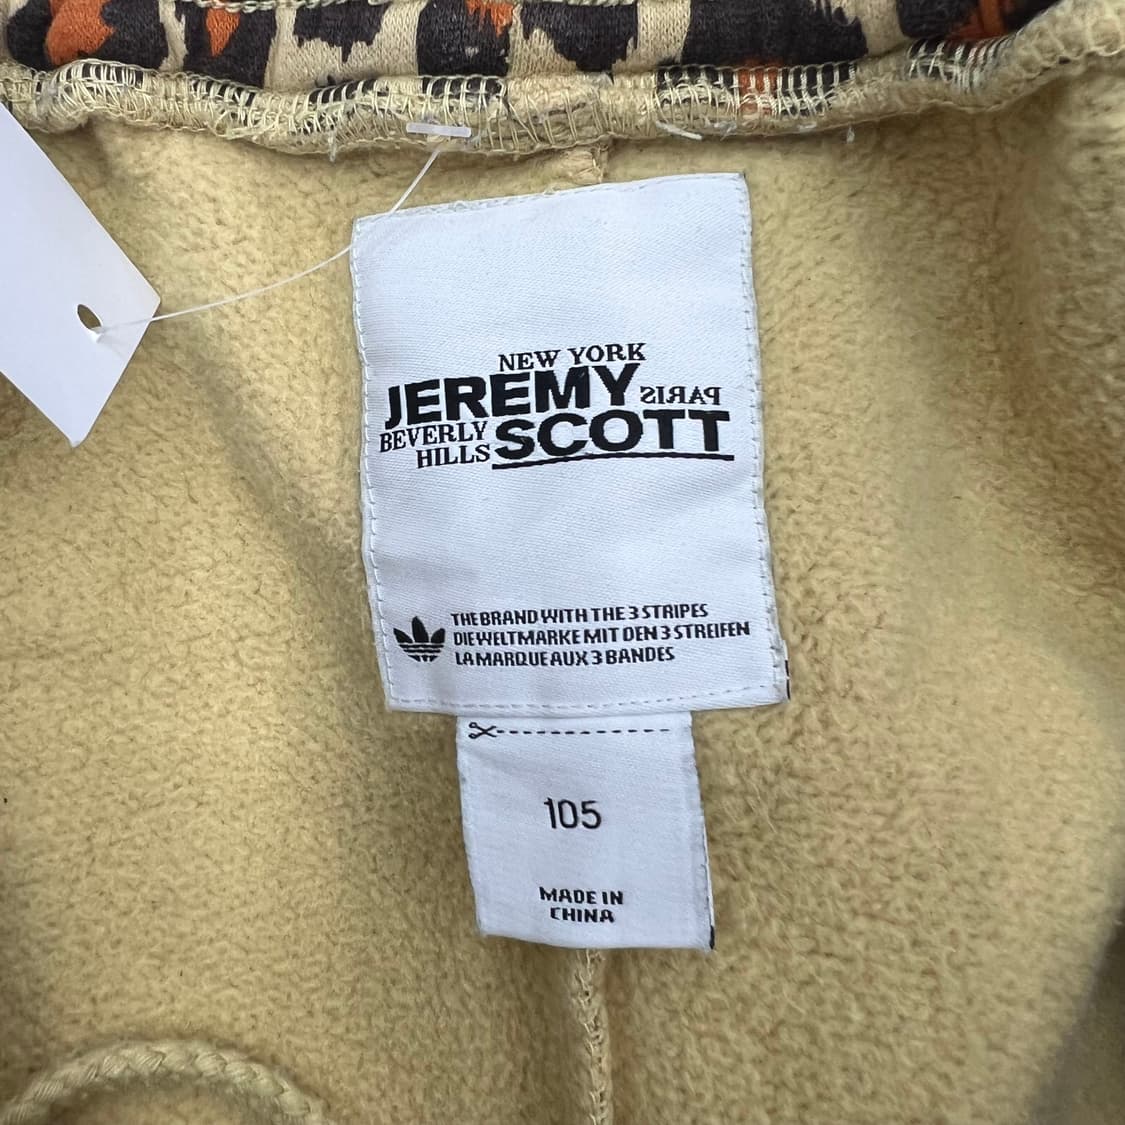 NEW YORK
JEREMY PARIS
BEVERLY HILLS SCOTT
THE BRAND WITH THE 3 STRIPES
DIE WELTMARKE MIT DEN 3 STREIFEN
LA MARQUE AUX 3 BANDES
105
MADE IN
CHINA